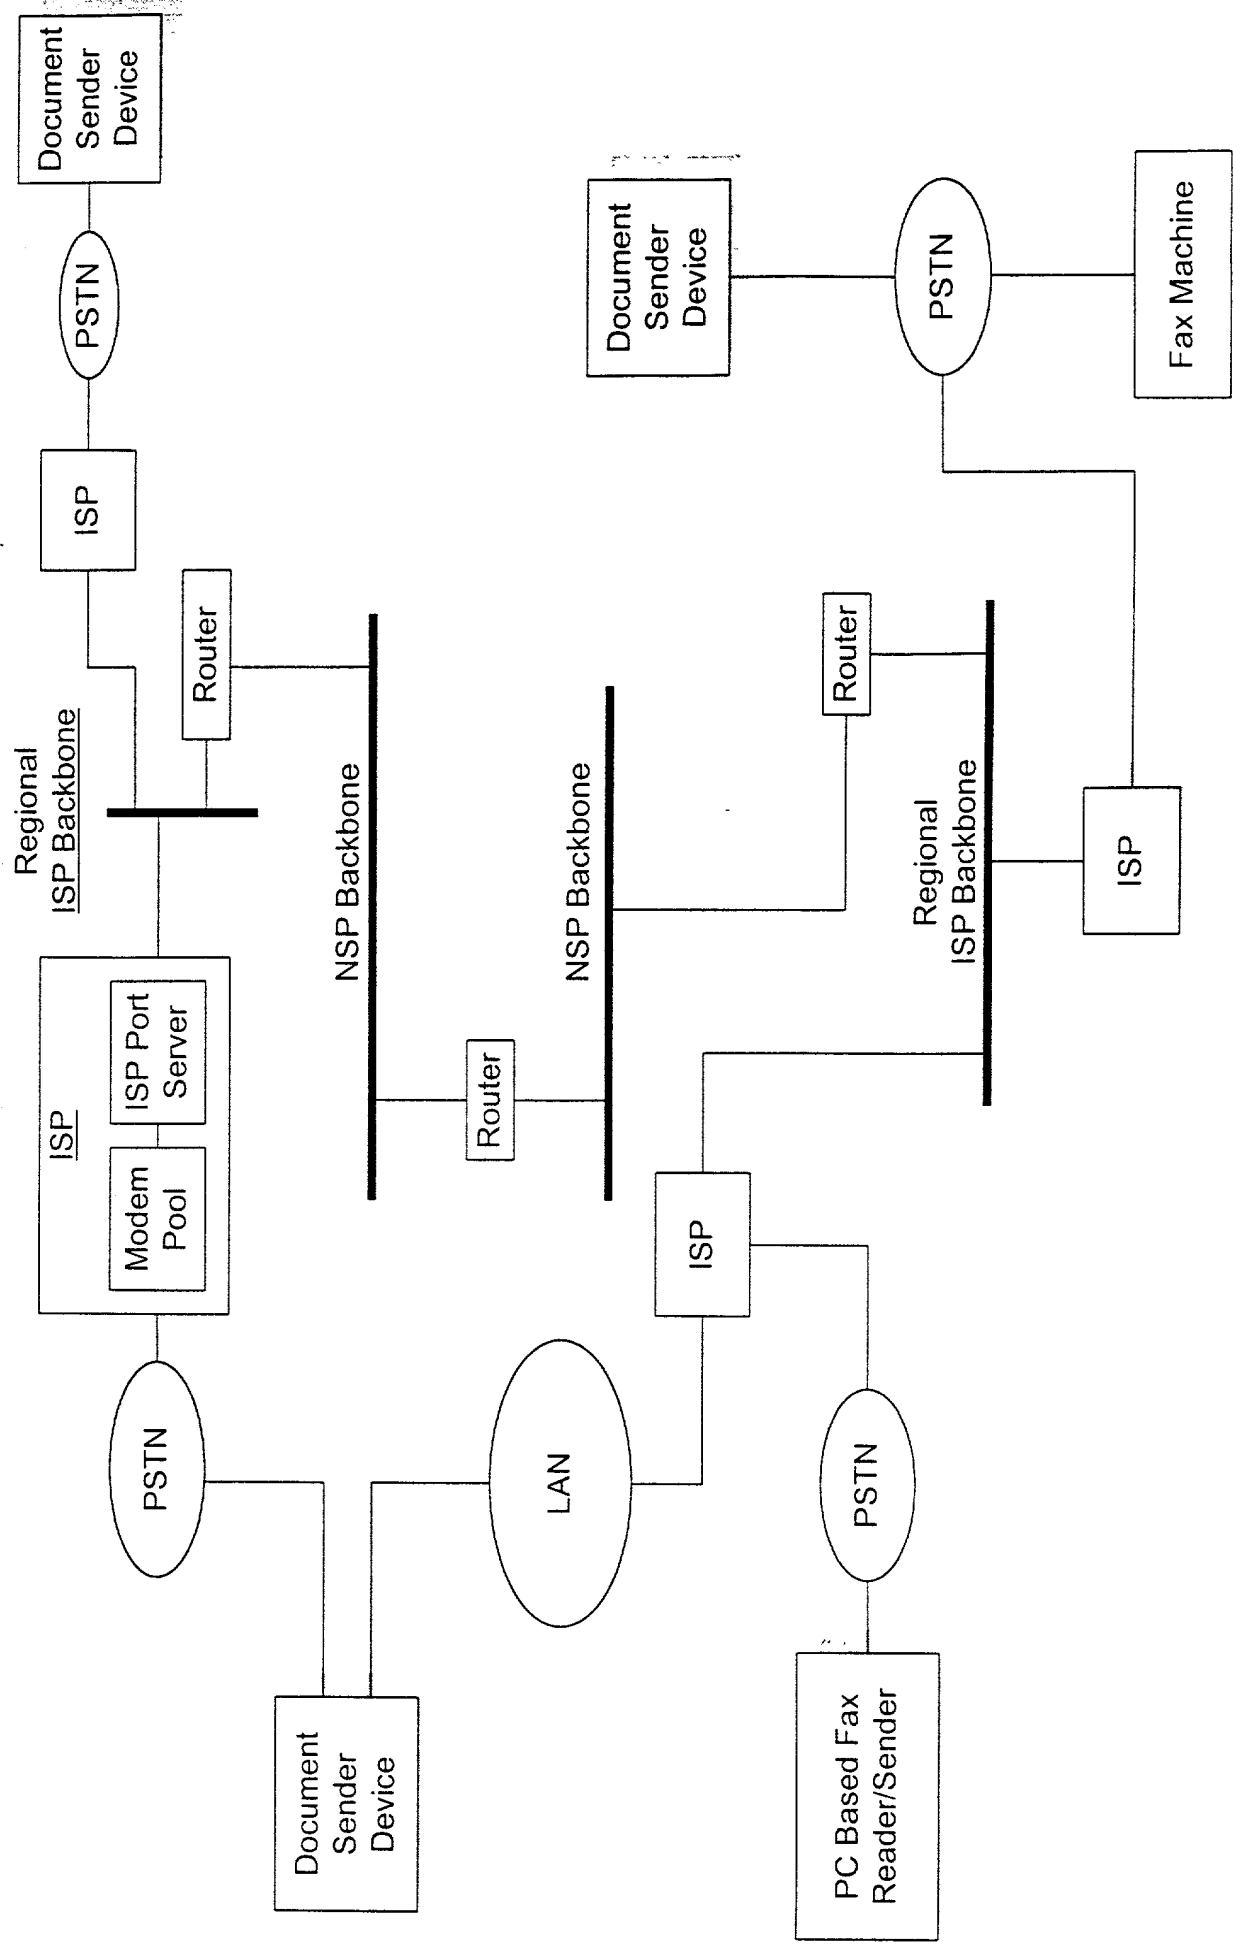 Document
Sender
Device
PSTN
ISP
Modem
Pool
ISP Port
Server
Regional
ISP Backbone
Router
ISP
PSTN
Document
Sender
Device
NSP Backbone
Router
NSP Backbone
LAN
ISP
Router
Regional
ISP Backbone
ISP
PSTN
Document
Sender
Device
Fax Machine
PSTN
PC Based Fax
Reader/Sender